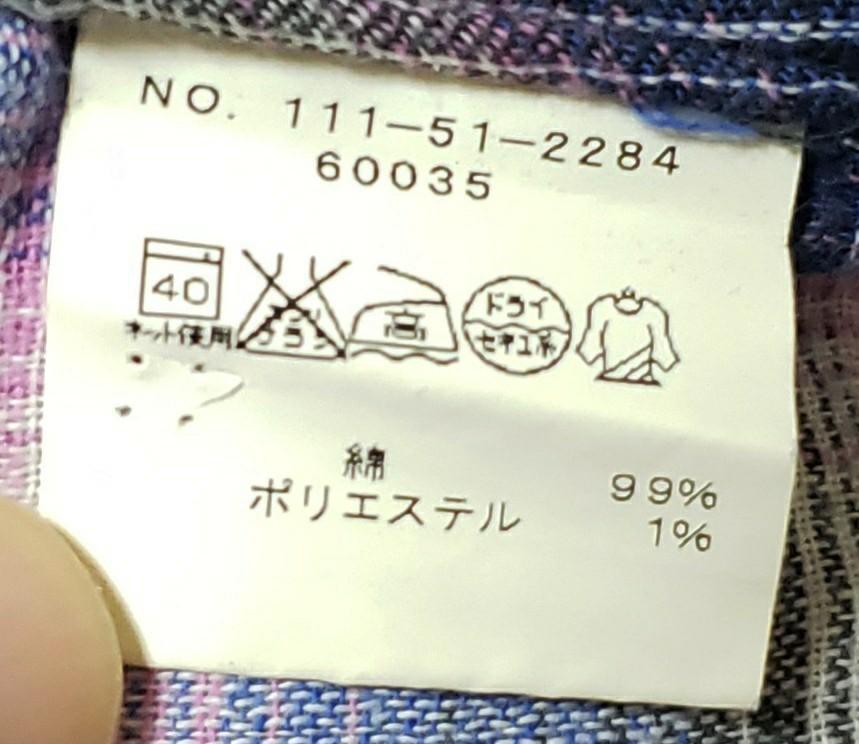 NO. 111-51-2284
60035
40
ネット使用
エンソ
サラシ
高
ドライ
セキユ系
綿 99%
ポリエステル 1%